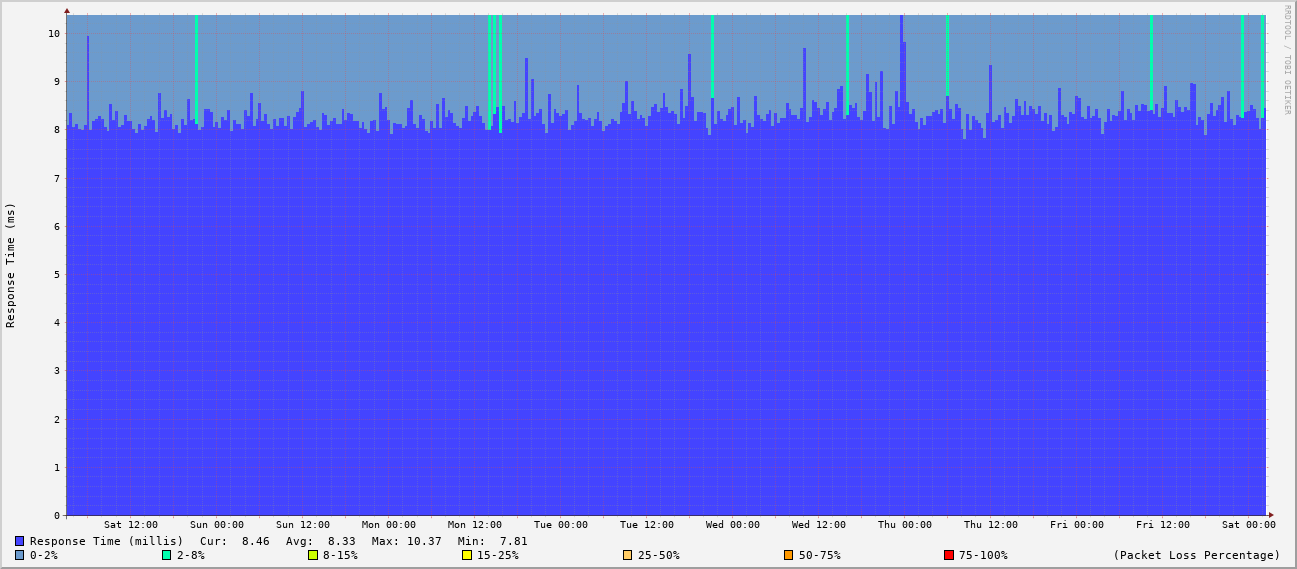 RRDTOOL / TOBI OETIKER
Response Time (ms)
10
9
8
7
6
5
4
3
2
1
0
Sat 12:00 Sun 00:00 Sun 12:00 Mon 00:00 Mon 12:00 Tue 00:00 Tue 12:00 Wed 00:00 Wed 12:00 Thu 00:00 Thu 12:00 Fri 00:00 Fri 12:00 Sat 00:00
Response Time (millis) Cur: 8.46 Avg: 8.33 Max: 10.37 Min: 7.81
0-2% 2-8% 8-15% 15-25% 25-50% 50-75% 75-100% (Packet Loss Percentage)